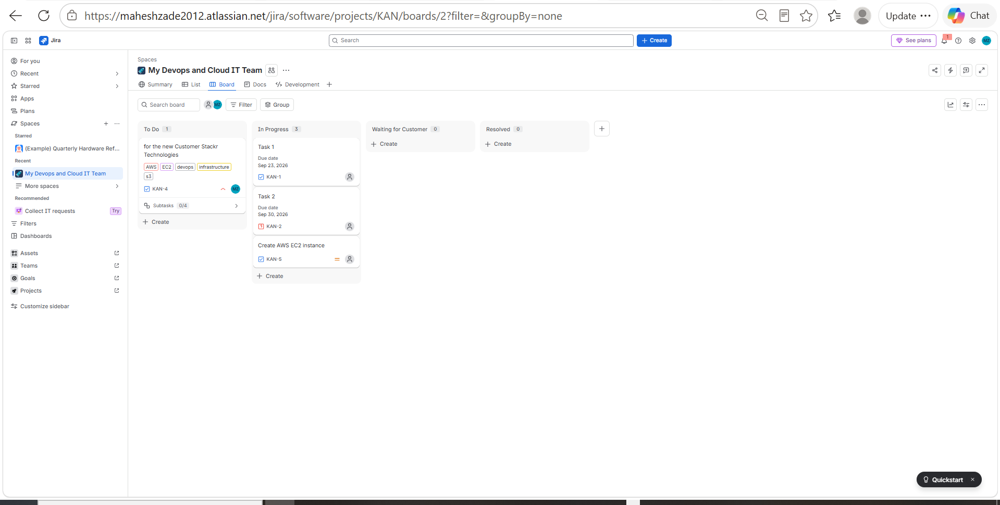 https://maheshzade2012.atlassian.net/jira/software/projects/KAN/boards/2?filter=&groupBy=none
Update
Chat
Jira
Search
Create
See plans
1
MZ
For you
Recent
Starred
Apps
Plans
Spaces
Starred
(Example) Quarterly Hardware Ref...
Recent
My Devops and Cloud IT Team
More spaces
Recommended
Collect IT requests Try
Filters
Dashboards
Assets
Teams
Goals
Projects
Customize sidebar
Spaces
My Devops and Cloud IT Team
Summary List Board Docs Development
Search board MZ Filter Group
To Do 1
for the new Customer Stackr
Technologies
AWS EC2 devops infrastructure
s3
KAN-4 MZ
Subtasks 0/4
Create
In Progress 3
Task 1
Due date
Sep 23, 2026
KAN-1
Task 2
Due date
Sep 30, 2026
KAN-2
Create AWS EC2 instance
KAN-5
Create
Waiting for Customer 0
Create
Resolved 0
Create
Quickstart